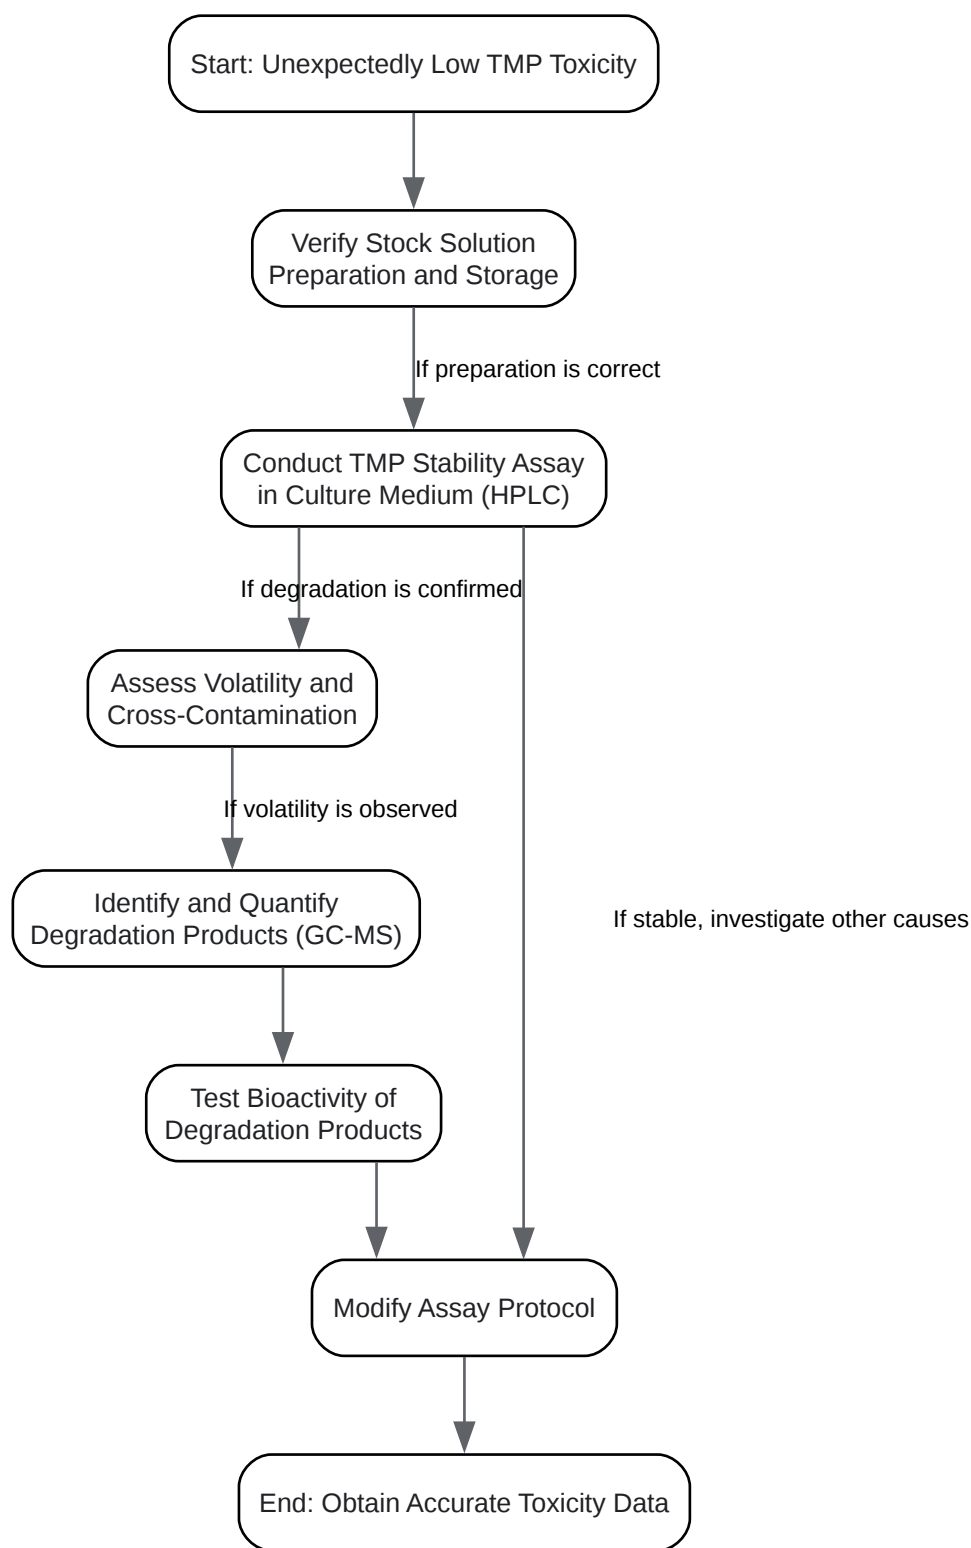 Start: Unexpectedly Low TMP Toxicity
Verify Stock Solution
Preparation and Storage
If preparation is correct
Conduct TMP Stability Assay
in Culture Medium (HPLC)
If degradation is confirmed
Assess Volatility and
Cross-Contamination
If volatility is observed
Identify and Quantify
Degradation Products (GC-MS)
If stable, investigate other causes
Test Bioactivity of
Degradation Products
Modify Assay Protocol
End: Obtain Accurate Toxicity Data